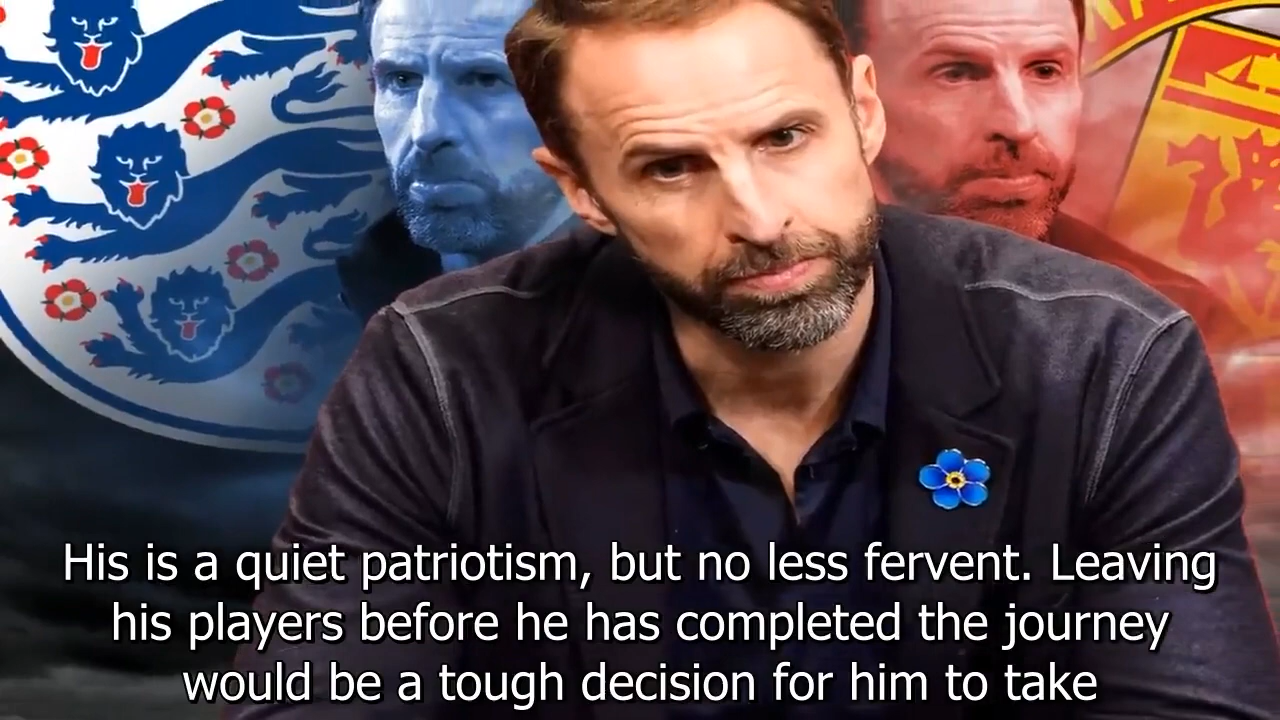 His is a quiet patriotism, but no less fervent. Leaving
his players before he has completed the journey
would be a tough decision for him to take